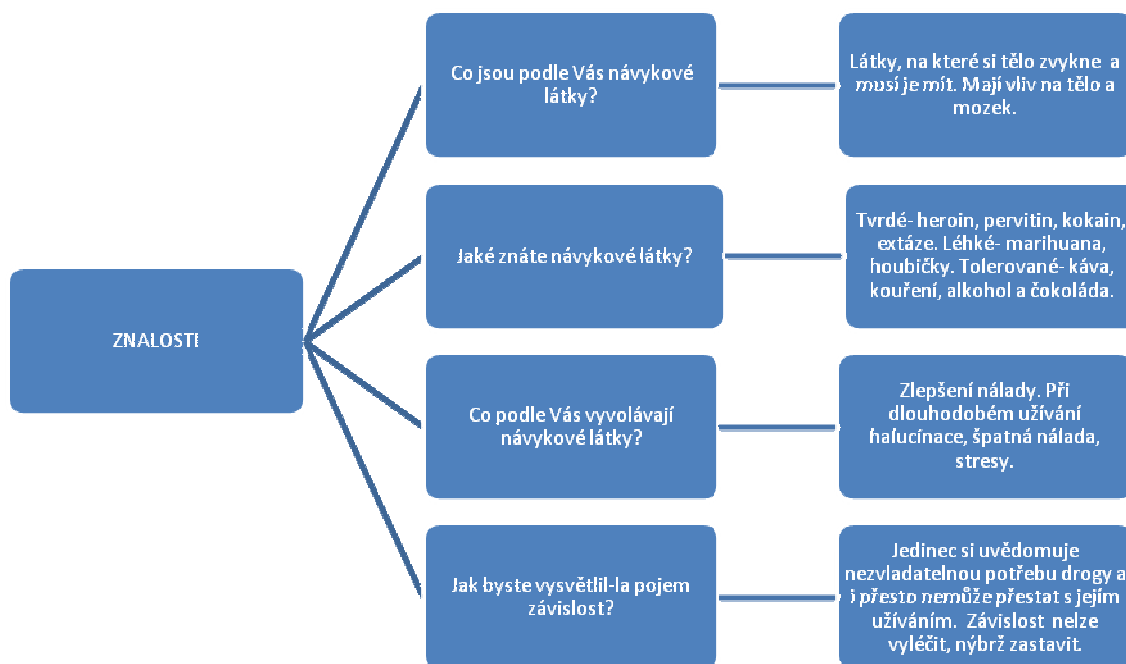 ZNALOSTI
Co jsou podle Vás návykové
látky?
Látky, na které si tělo zvykne a
musí je mít. Mají vliv na tělo a
mozek.
Jaké znáte návykové látky?
Tvrdé- heroin, pervitin, kokain,
extáze. Léhké- marihuana,
houbičky. Tolerované- káva,
kouření, alkohol a čokoláda.
Co podle Vás vyvolávají
návykové látky?
Zlepšení nálady. Při
dlouhodobém užívání
halucínace, špatná nálada,
stresy.
Jak byste vysvětlil-la pojem
závislost?
Jedinec si uvědomuje
nezvladatelnou potřebu drogy a
i přesto nemůže přestat s jejím
užíváním. Závislost nelze
vyléčit, nýbrž zastavit.